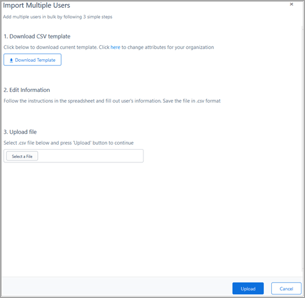 Import Multiple Users
×
Add multiple users in bulk by following 3 simple steps
1. Download CSV template
Click below to download current template. Click here to change attributes for your organization
Download Template
2. Edit Information
Follow the instructions in the spreadsheet and fill out user's information. Save the file in .csv format
3. Upload file
Select .csv file below and press 'Upload' button to continue
Select a File
Upload
Cancel